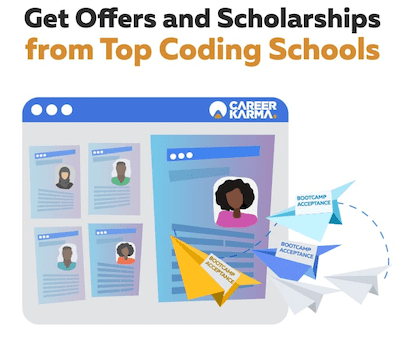 Get Offers and Scholarships
from Top Coding Schools
CAREER
KARMA
BOOTCAMP
ACCEPTANCE
BOOTCAMP
ACCEPTANCE
BOOTCAMP
ACCEPTANCE